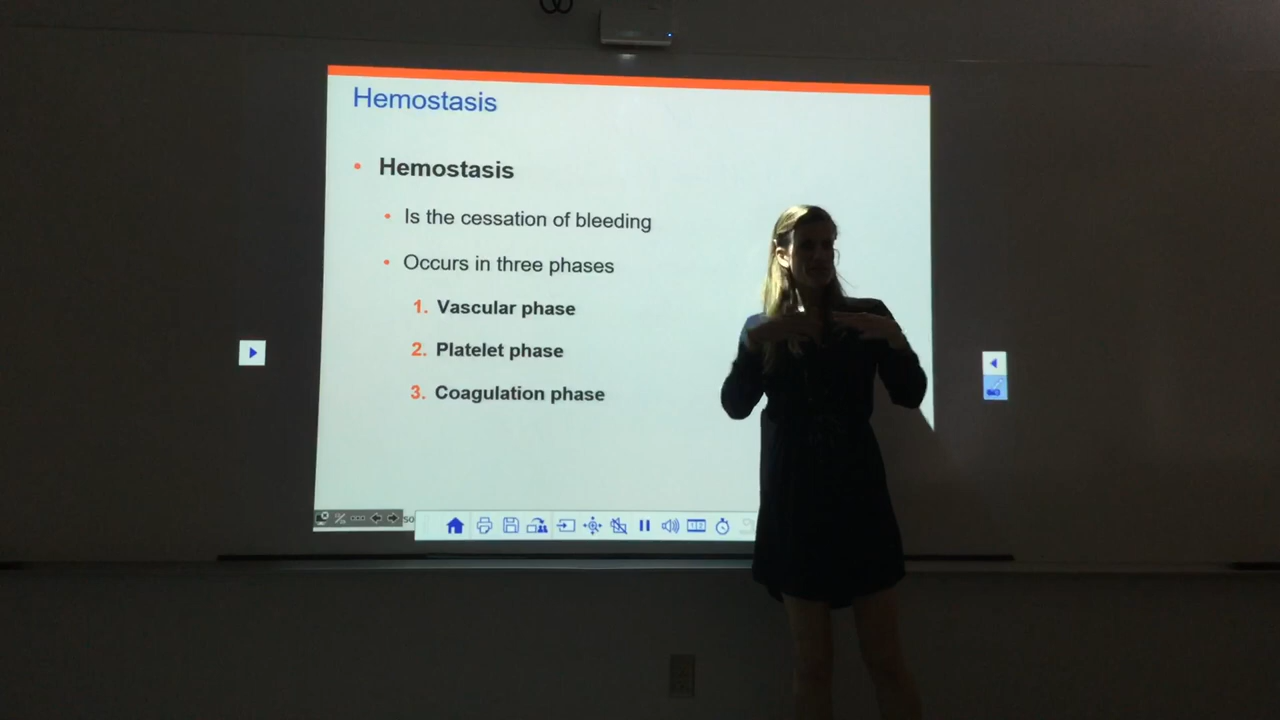 Hemostasis
• Hemostasis
• Is the cessation of bleeding
• Occurs in three phases
1. Vascular phase
2. Platelet phase
3. Coagulation phase
so